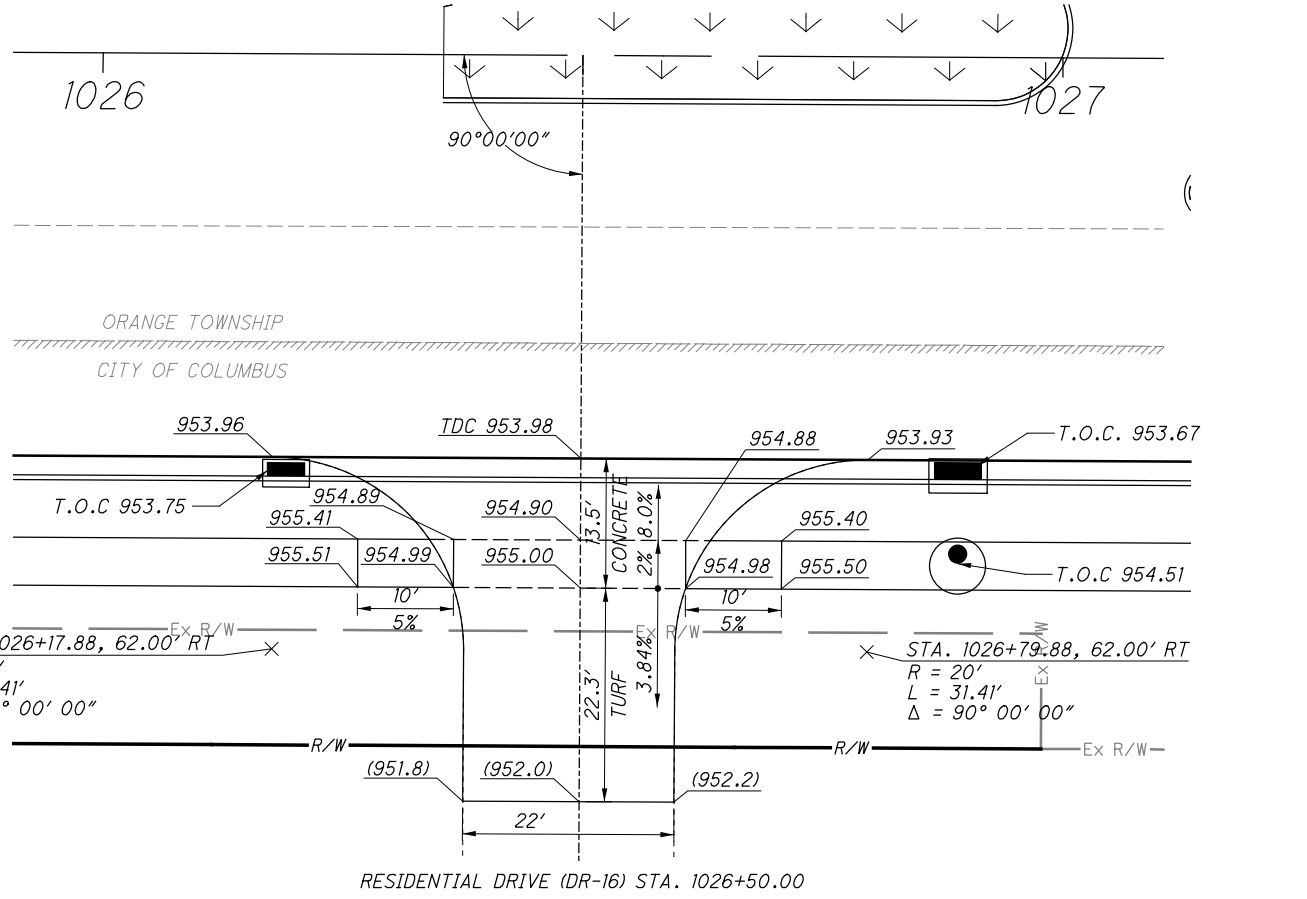 1026
1027
90°00'00"
ORANGE TOWNSHIP
CITY OF COLUMBUS
953.96
TDC 953.98
954.88
953.93
T.O.C. 953.67
T.O.C 953.75
954.89
955.41
954.90
13.5'
CONCRETE
8.0%
955.40
955.51
954.99
955.00
2%
954.98
955.50
T.O.C 954.51
10'
5%
10'
5%
Ex R/W
Ex R/W
Ex R/W
026+17.88, 62.00' RT
STA. 1026+79.88, 62.00' RT
R = 20'
L = 31.41'
Δ = 90° 00' 00"
41'
° 00' 00"
22.3'
TURF
3.84%
R/W
R/W
Ex R/W
(951.8)
(952.0)
(952.2)
22'
RESIDENTIAL DRIVE (DR-16) STA. 1026+50.00